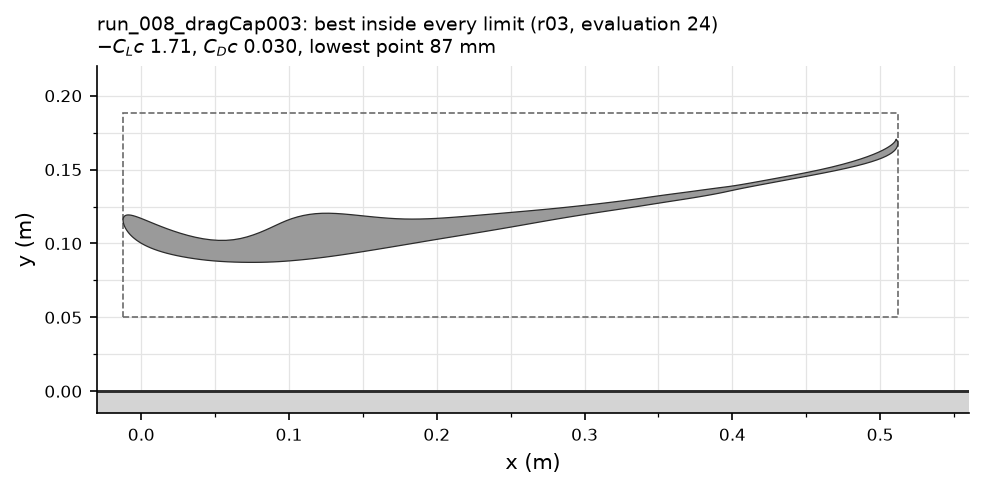 run_008_dragCap003: best inside every limit (r03, evaluation 24)
−C_Lc 1.71, C_Dc 0.030, lowest point 87 mm
y (m)
0.20
0.15
0.10
0.05
0.00
0.0 0.1 0.2 0.3 0.4 0.5
x (m)